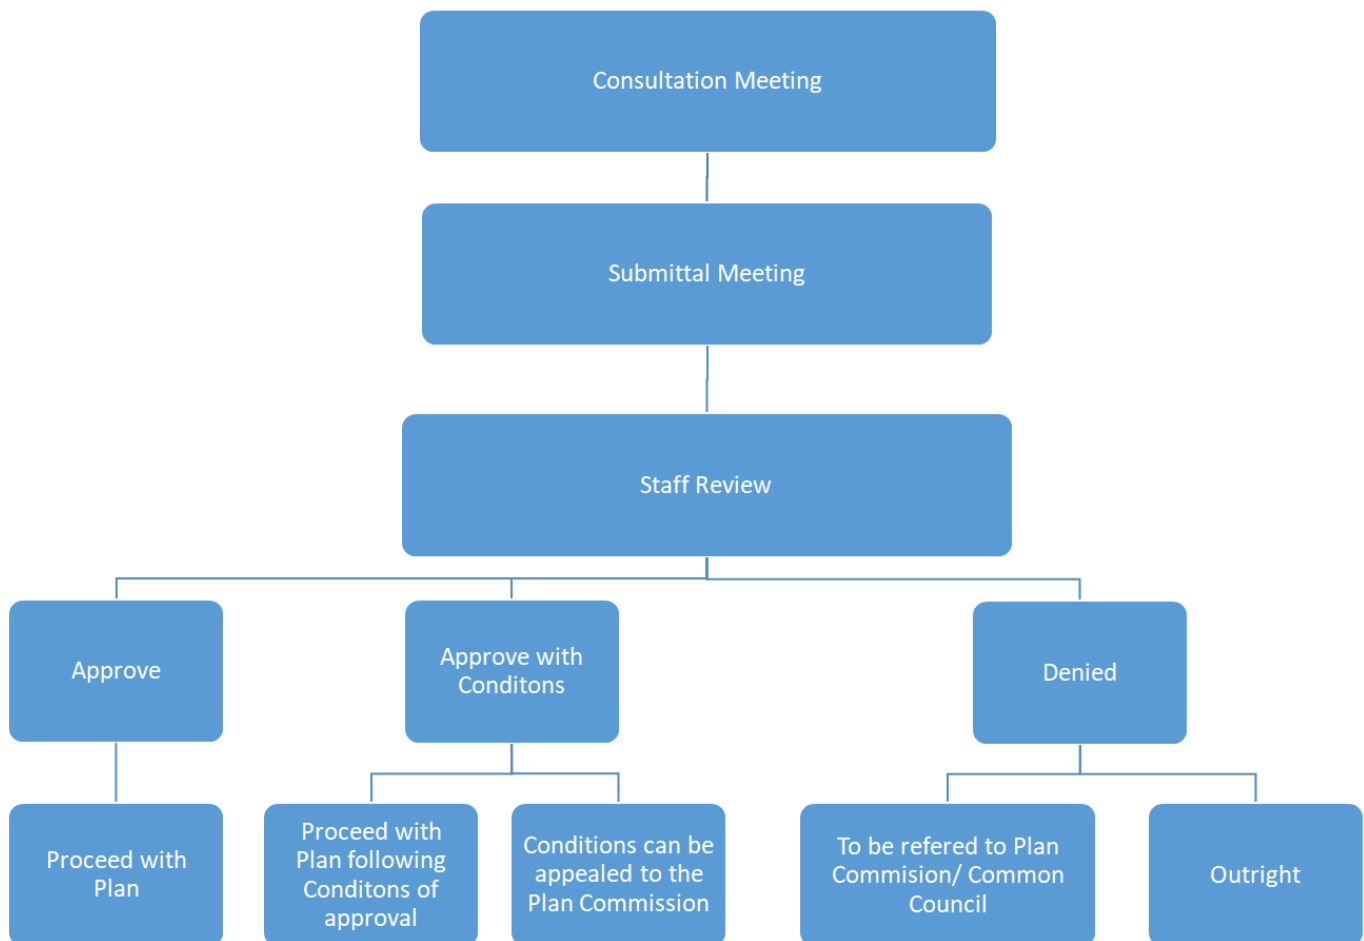 Consultation Meeting
Submittal Meeting
Staff Review
Approve
Approve with
Conditons
Denied
Proceed with
Plan
Proceed with
Plan following
Conditons of
approval
Conditions can be
appealed to the
Plan Commission
To be refered to Plan
Commision/ Common
Council
Outright